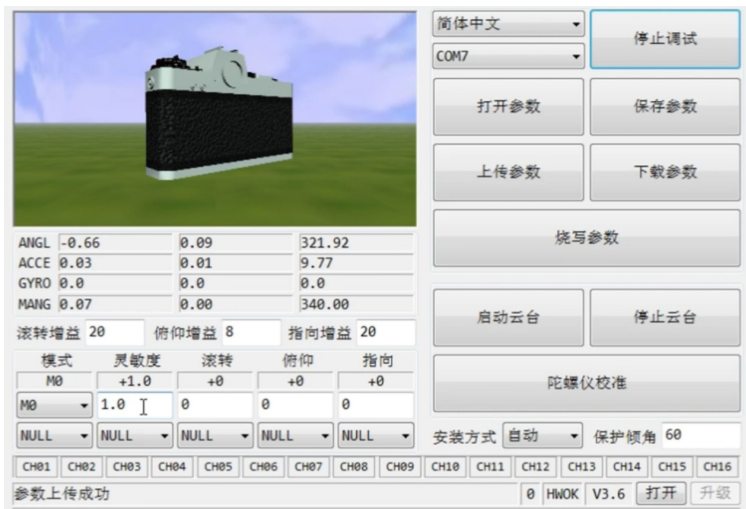 简体中文
停止调试
COM7
打开参数 保存参数
上传参数 下载参数
烧写参数
ANGL -0.66 0.09 321.92
ACCE 0.03 0.01 9.77
GYRO 0.0 0.0 0.0
MANG 0.07 0.00 340.00
启动云台 停止云台
滚转增益 20 俯仰增益 8 指向增益 20
模式 灵敏度 滚转 俯仰 指向
M0 +1.0 +0 +0 +0
陀螺仪校准
M0 1.0 0 0 0
NULL NULL NULL NULL NULL
安装方式 自动 保护倾角 60
CH01 CH02 CH03 CH04 CH05 CH06 CH07 CH08 CH09 CH10 CH11 CH12 CH13 CH14 CH15 CH16
参数上传成功 0 HWOK V3.6 打开 升级